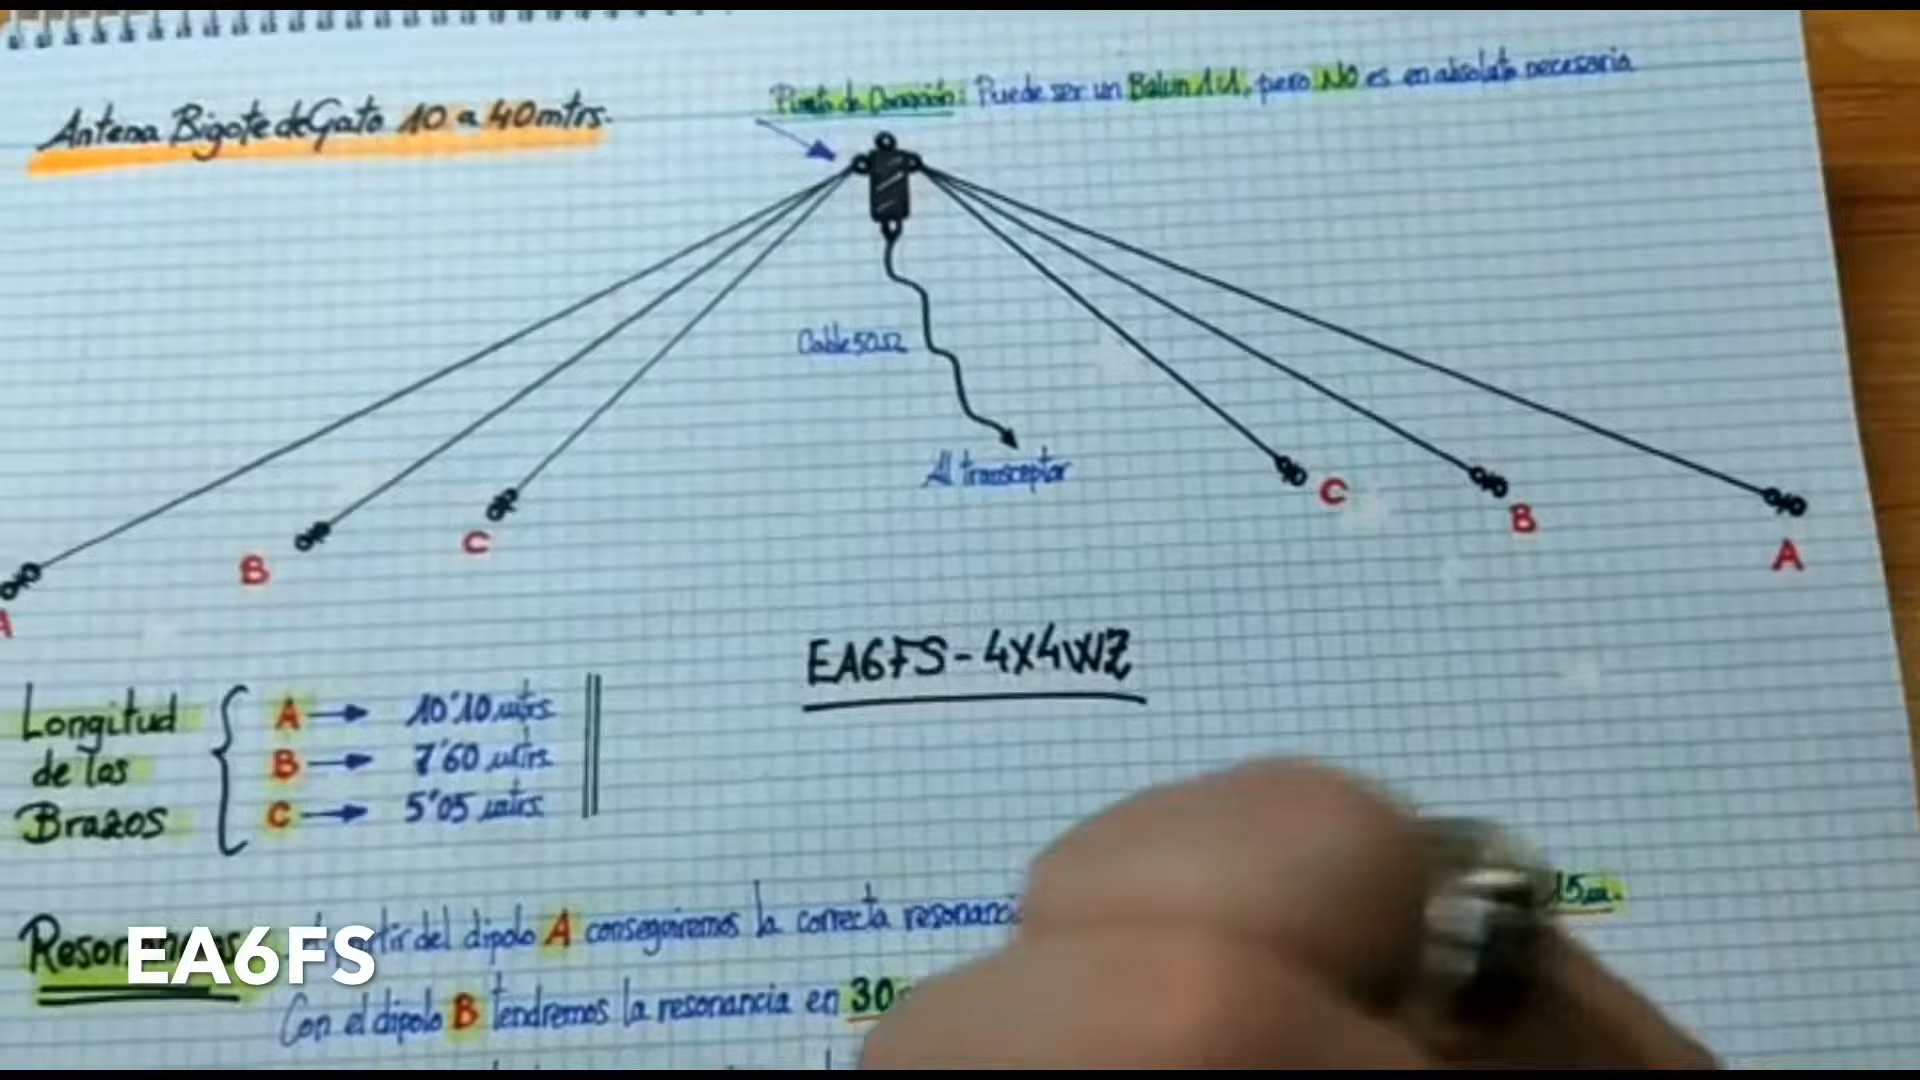 Antena Bigote de Gato 10 a 40 mtrs.
Punto de Conexión: Puede ser un Balun 1:1, pero NO es en absoluto necesario
Cable 50Ω
Al transceptor
A
B
C
C
B
A
EA6FS - 4X4WZ
Longitud de los Brazos
A → 10'10 mtrs.
B → 7'60 mtrs.
C → 5'05 mtrs.
del dipolo A conseguiremos la correcta 15m.
EA6FS
Con el dipolo B tendremos la resonancia en 30